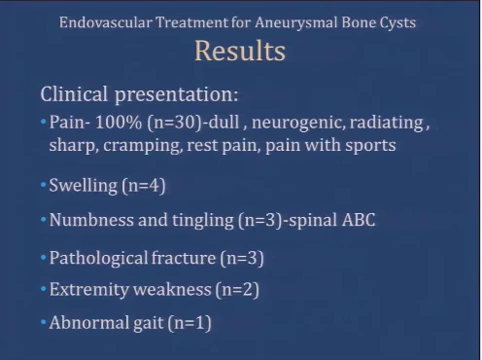 Endovascular Treatment for Aneurysmal Bone Cysts
Results
Clinical presentation:
•Pain- 100% (n=30)-dull , neurogenic, radiating ,
sharp, cramping, rest pain, pain with sports
•Swelling (n=4)
•Numbness and tingling (n=3)-spinal ABC
•Pathological fracture (n=3)
•Extremity weakness (n=2)
•Abnormal gait (n=1)